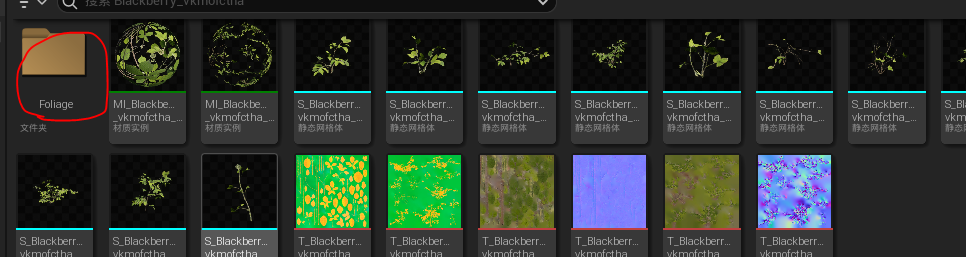 搜索 Blackberry_vkmofctha
Foliage
文件夹
MI_Blackbe...
_vkmofctha_...
材质实例
MI_Blackbe...
_vkmofctha_...
材质实例
S_Blackberr...
vkmofctha_...
静态网格体
S_Blackberr...
vkmofctha_...
静态网格体
S_Blackberr...
vkmofctha_...
静态网格体
S_Blackberr...
vkmofctha_...
静态网格体
S_Blackberr...
vkmofctha_...
静态网格体
S_Blackberr...
vkmofctha_...
静态网格体
S_Blackberr...
vkmofctha_...
静态网格体
S_Blackberr...
vkmofctha
S_Blackberr...
vkmofctha
S_Blackberr...
vkmofctha
T_Blackberr...
vkmofctha
T_Blackberr...
vkmofctha
T_Blackberr...
vkmofctha
T_Blackberr...
vkmofctha
T_Blackberr...
vkmofctha
T_Blackberr...
vkmofctha